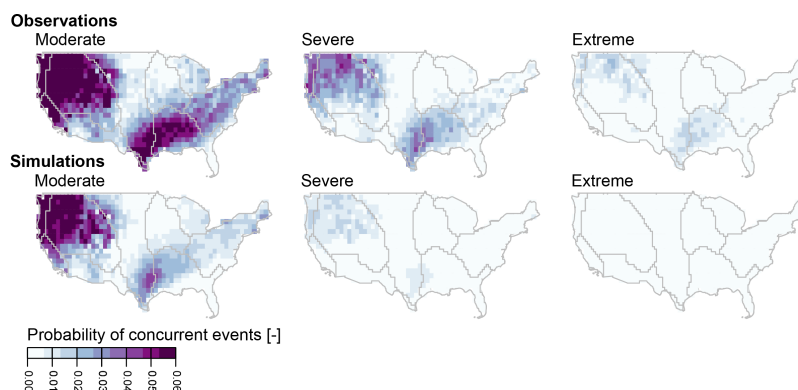 Observations
Moderate Severe Extreme
Simulations
Moderate Severe Extreme
Probability of concurrent events [-]